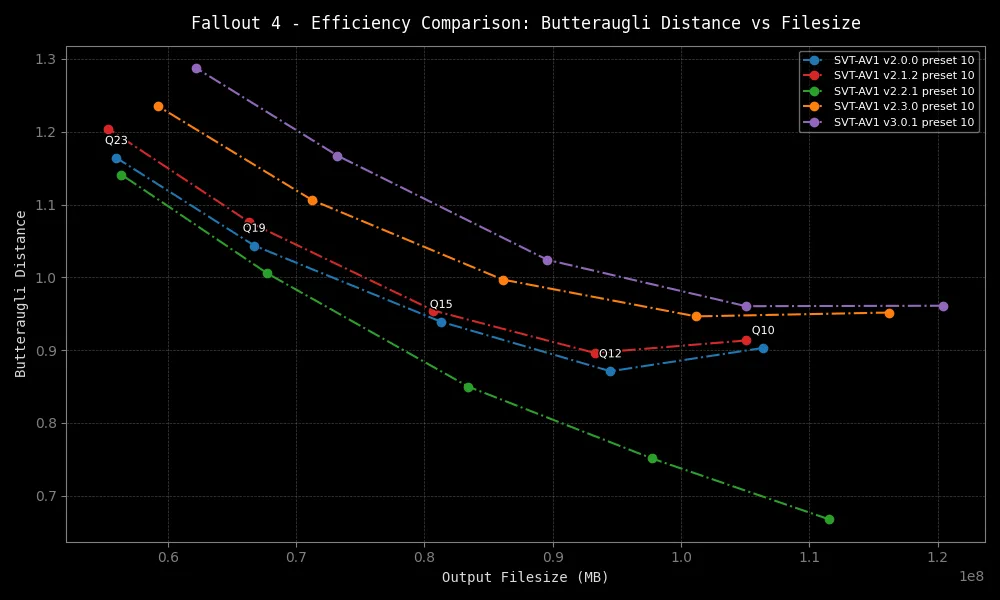 Fallout 4 - Efficiency Comparison: Butteraugli Distance vs Filesize
SVT-AV1 v2.0.0 preset 10
SVT-AV1 v2.1.2 preset 10
SVT-AV1 v2.2.1 preset 10
SVT-AV1 v2.3.0 preset 10
SVT-AV1 v3.0.1 preset 10
Butteraugli Distance
1.3
1.2
1.1
1.0
0.9
0.8
0.7
Q23
Q19
Q15
Q12
Q10
0.6 0.7 0.8 0.9 1.0 1.1 1.2
1e8
Output Filesize (MB)